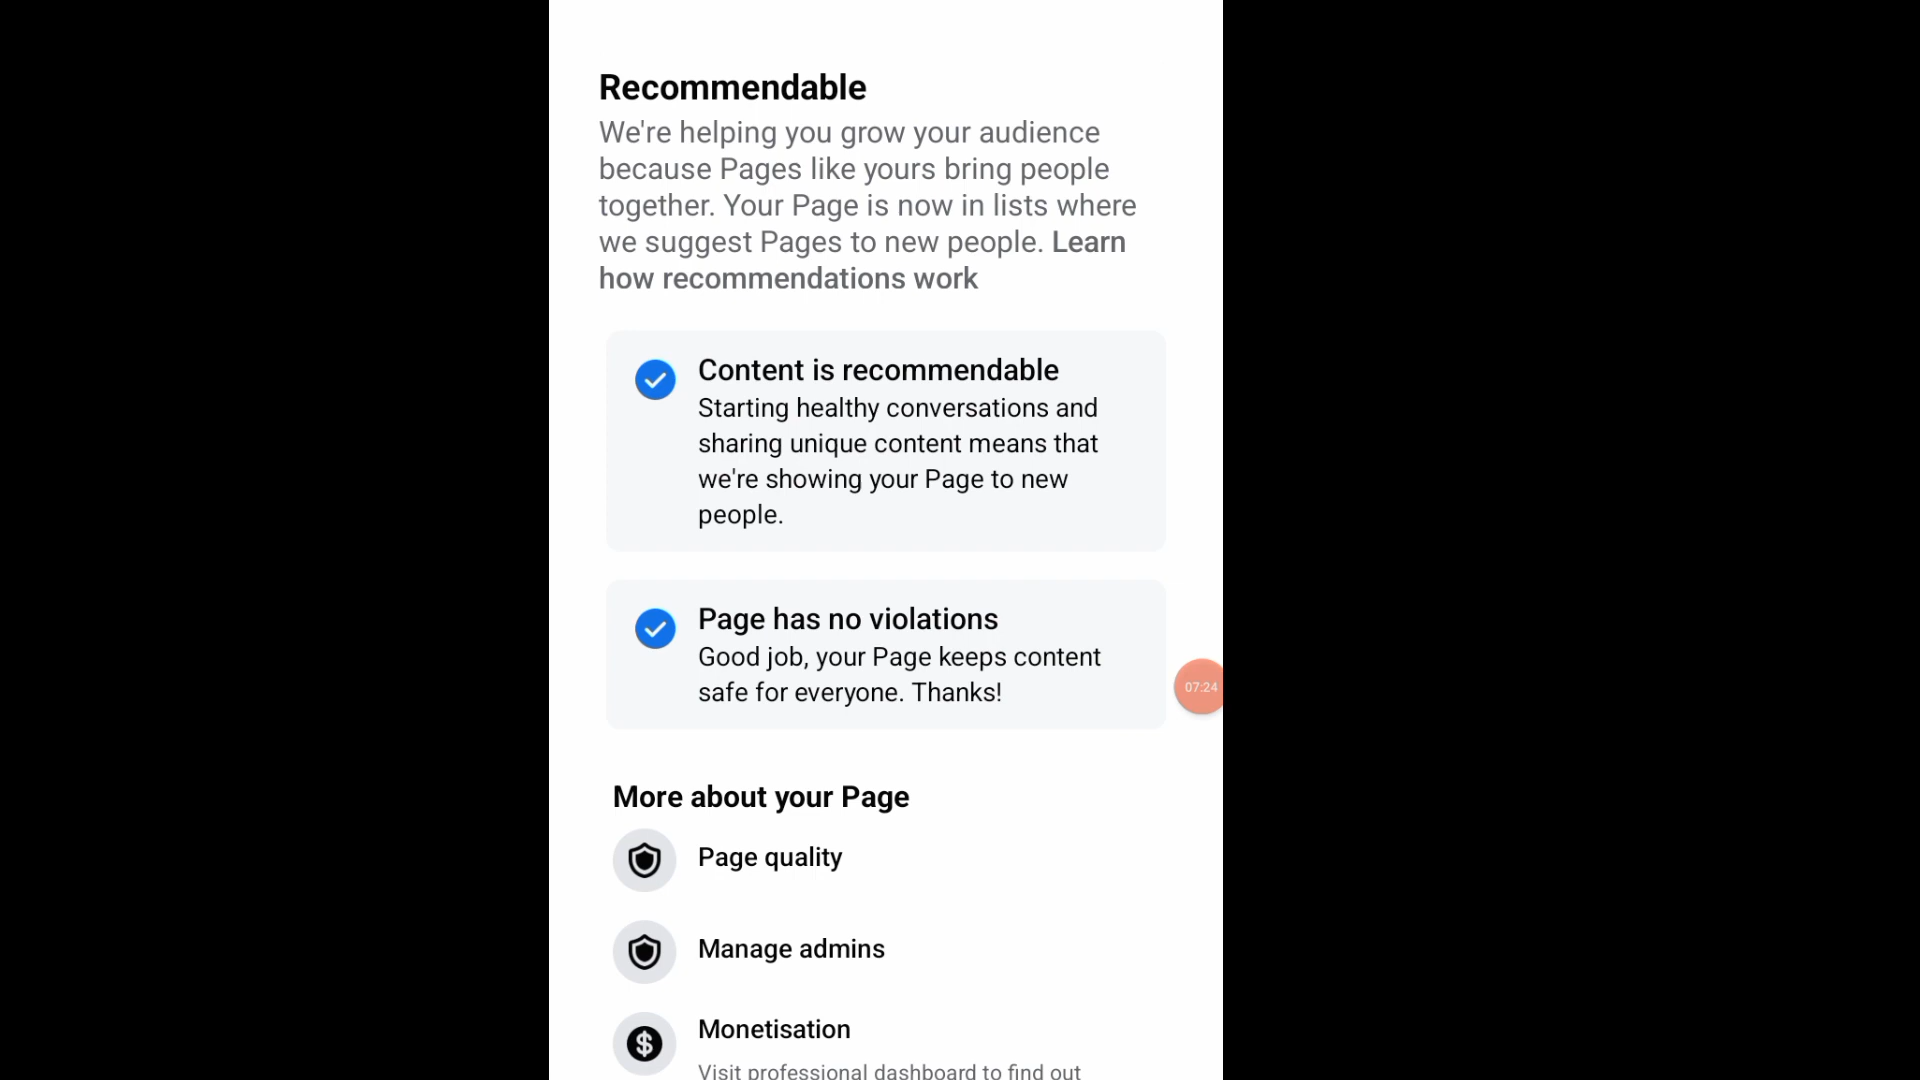 Recommendable
We're helping you grow your audience
because Pages like yours bring people
together. Your Page is now in lists where
we suggest Pages to new people. Learn
how recommendations work
Content is recommendable
Starting healthy conversations and
sharing unique content means that
we're showing your Page to new
people.
Page has no violations
Good job, your Page keeps content
safe for everyone. Thanks!
07:24
More about your Page
Page quality
Manage admins
Monetisation
Visit professional dashboard to find out